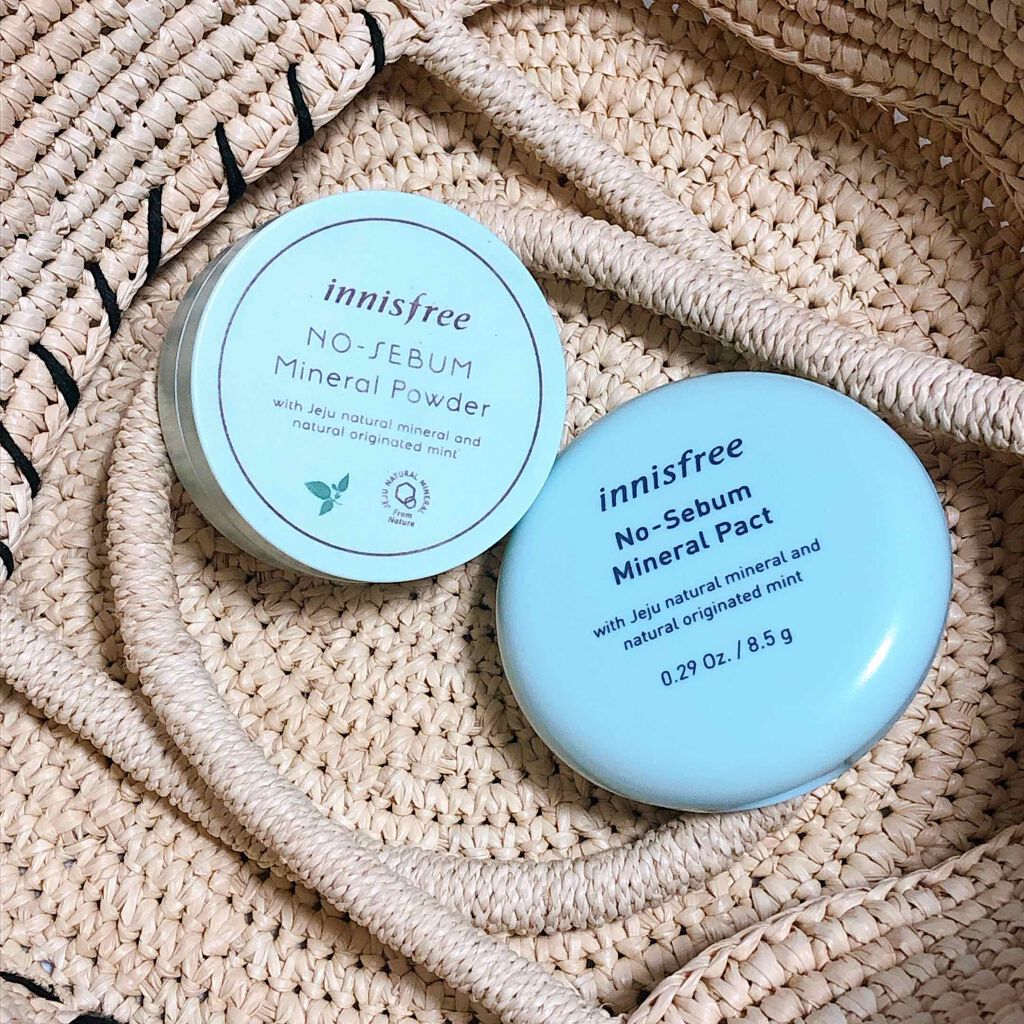 innisfree
NO-SEBUM
Mineral Powder
with Jeju natural mineral and
natural originated mint
JEJU NATURAL MINERAL
From
Nature
innisfree
No-Sebum
Mineral Pact
with Jeju natural mineral and
natural originated mint
0.29 Oz. / 8.5 g